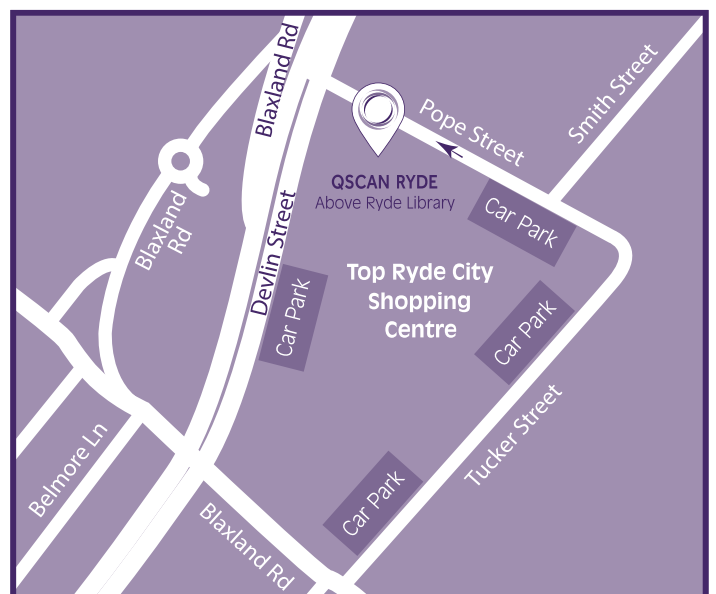 Blaxland Rd
Smith Street
Pope Street
QSCAN RYDE
Above Ryde Library
Car Park
Blaxland
Rd
Devlin Street
Top Ryde City
Shopping
Centre
Car Park
Car Park
Tucker Street
Belmore Ln
Car Park
Blaxland Rd